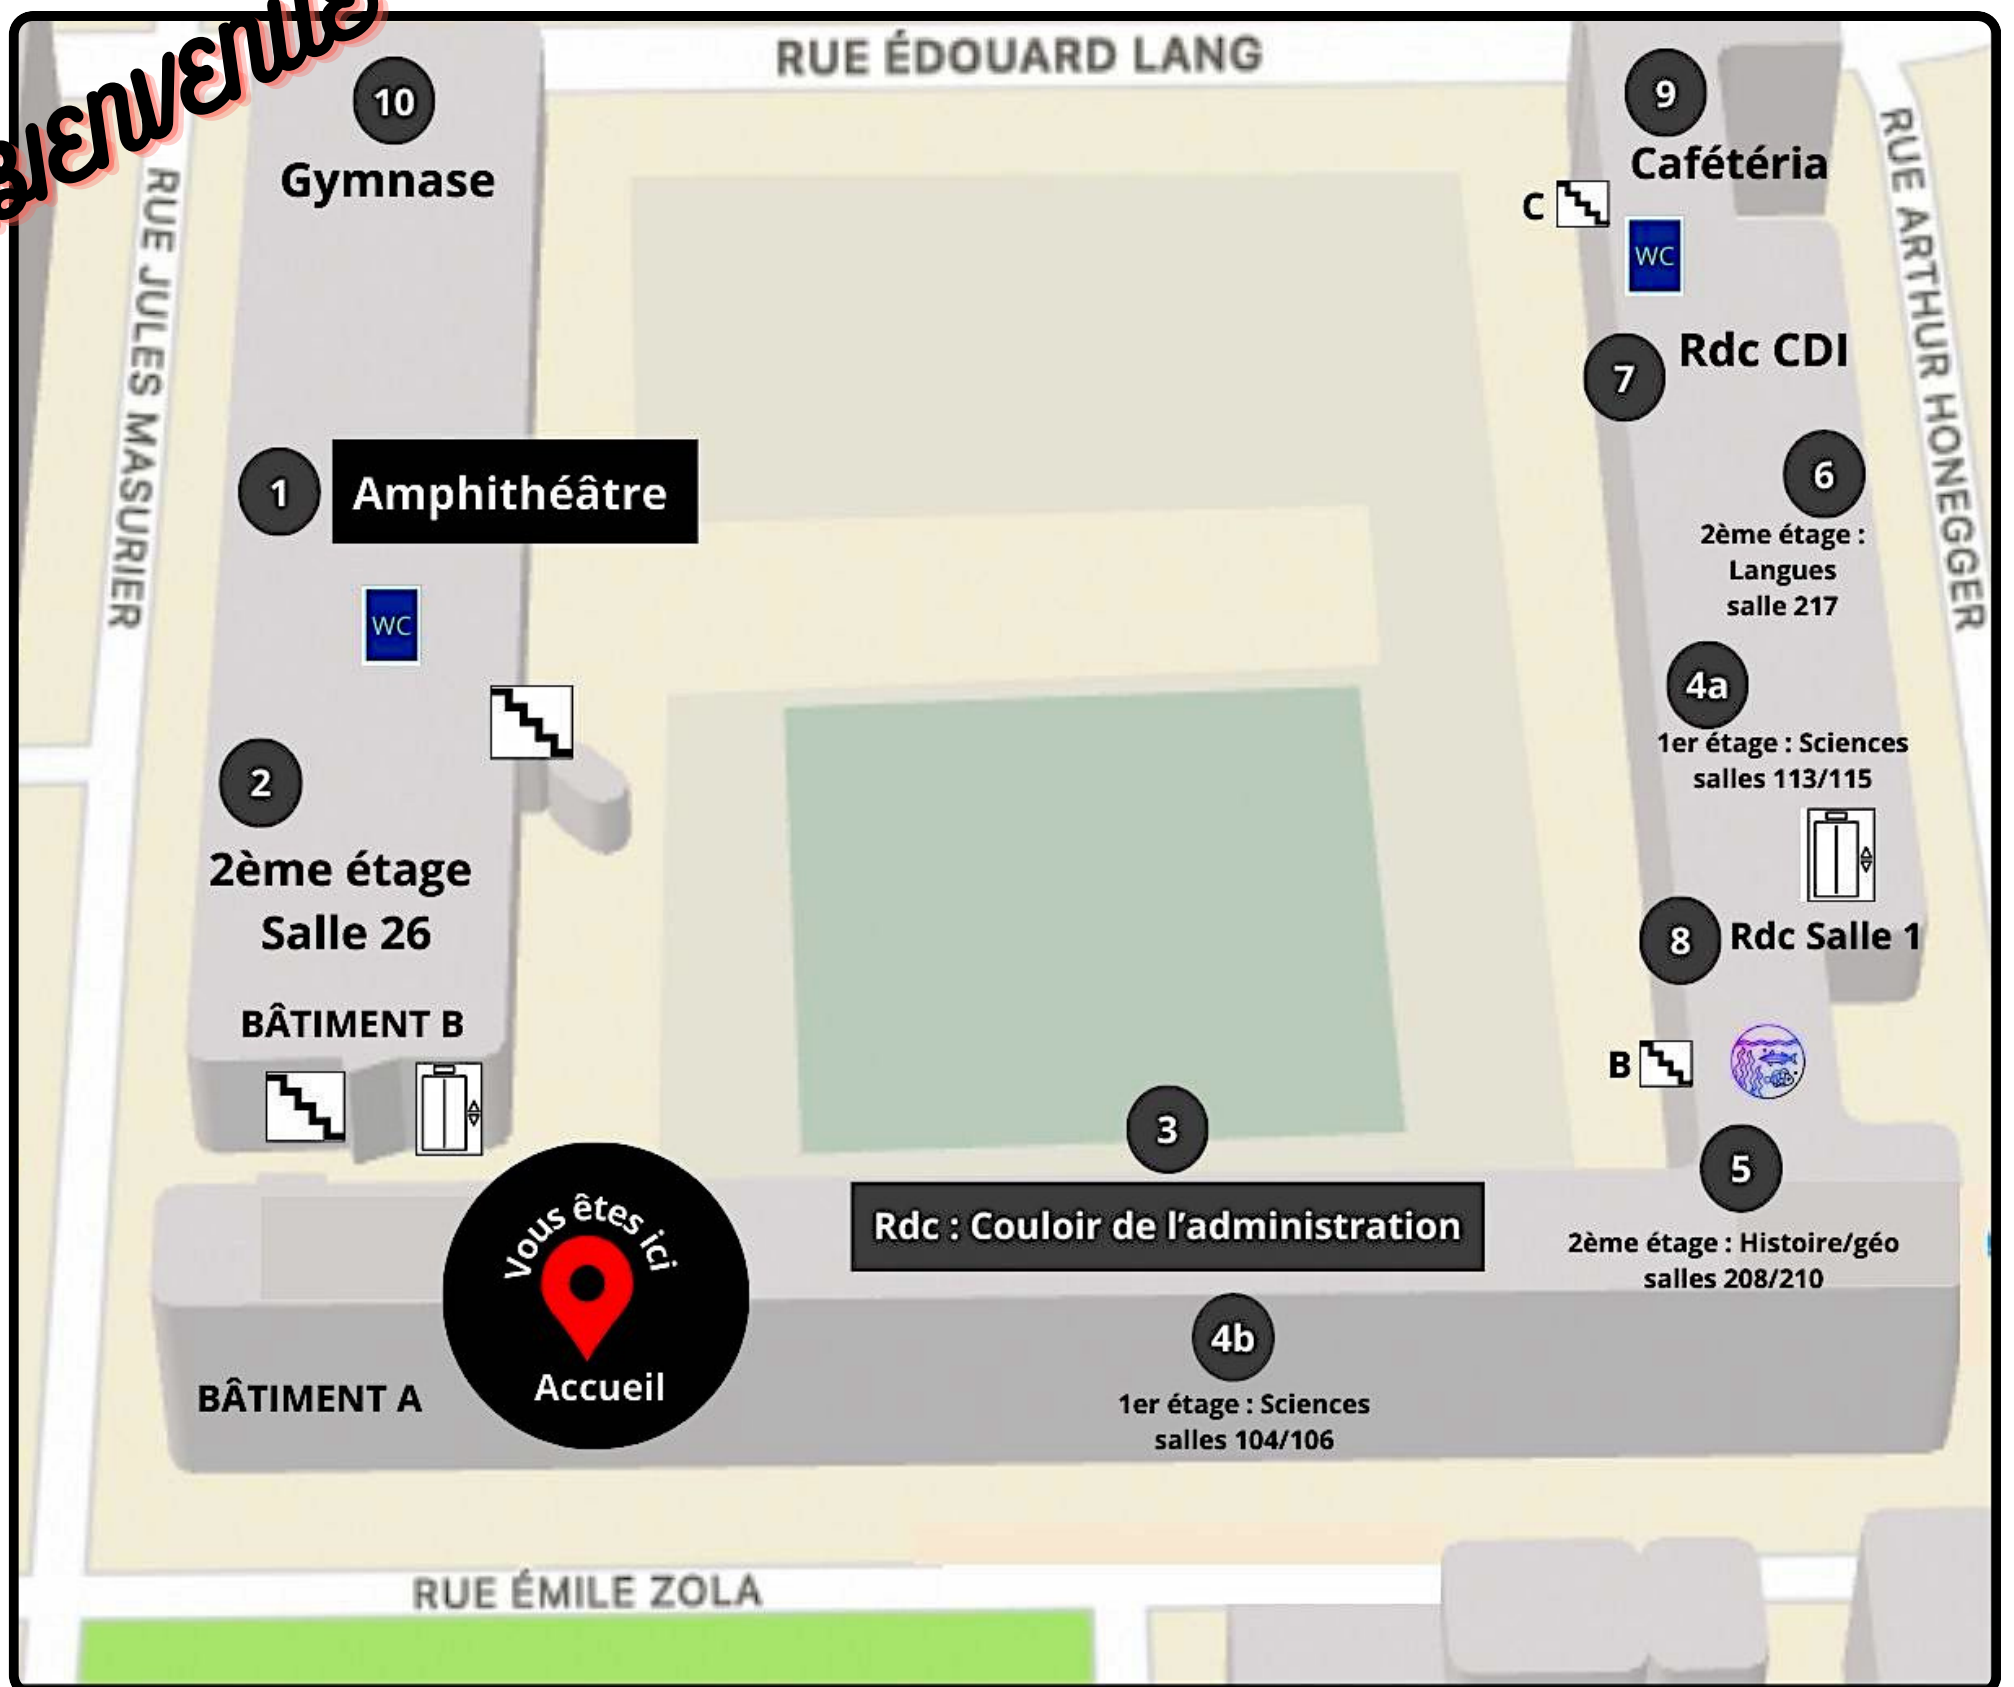 BIENVENUE
RUE ÉDOUARD LANG
10
Gymnase
9
Cafétéria
C
WC
RUE JULES MASURIER
RUE ARTHUR HONEGGER
7
Rdc CDI
1
Amphithéâtre
6
2ème étage :
Langues
salle 217
WC
4a
1er étage : Sciences
salles 113/115
2
2ème étage
Salle 26
8
Rdc Salle 1
BÂTIMENT B
B
3
Rdc : Couloir de l'administration
5
2ème étage : Histoire/géo
salles 208/210
Vous êtes ici
Accueil
BÂTIMENT A
4b
1er étage : Sciences
salles 104/106
RUE ÉMILE ZOLA